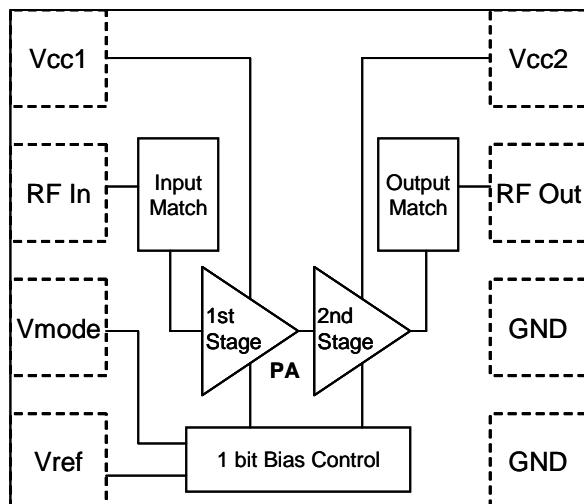 Vcc1
Vcc2
RF In
Input
Match
Output
Match
RF Out
Vmode
1st
Stage
2nd
Stage
GND
PA
Vref
1 bit Bias Control
GND